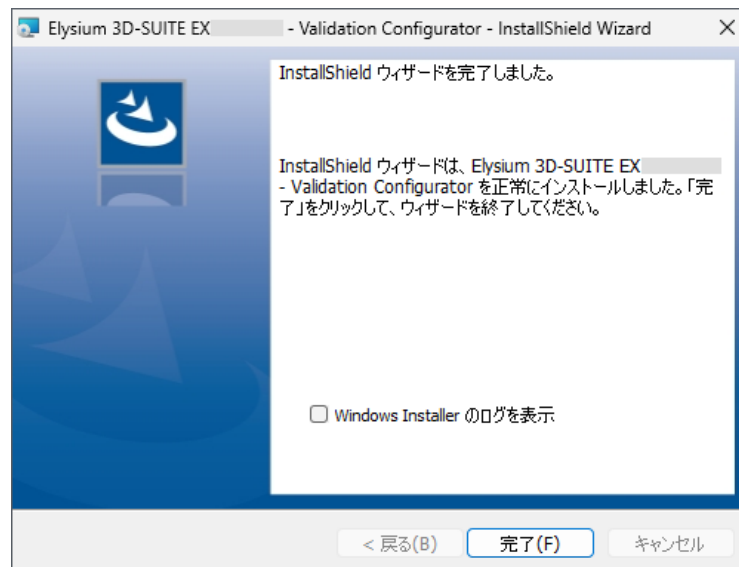 Elysium 3D-SUITE EX - Validation Configurator - InstallShield Wizard
InstallShield ウィザードを完了しました。
InstallShield ウィザードは、Elysium 3D-SUITE EX
- Validation Configurator を正常にインストールしました。「完
了」をクリックして、ウィザードを終了してください。
Windows Installer のログを表示
< 戻る(B) 完了(F) キャンセル